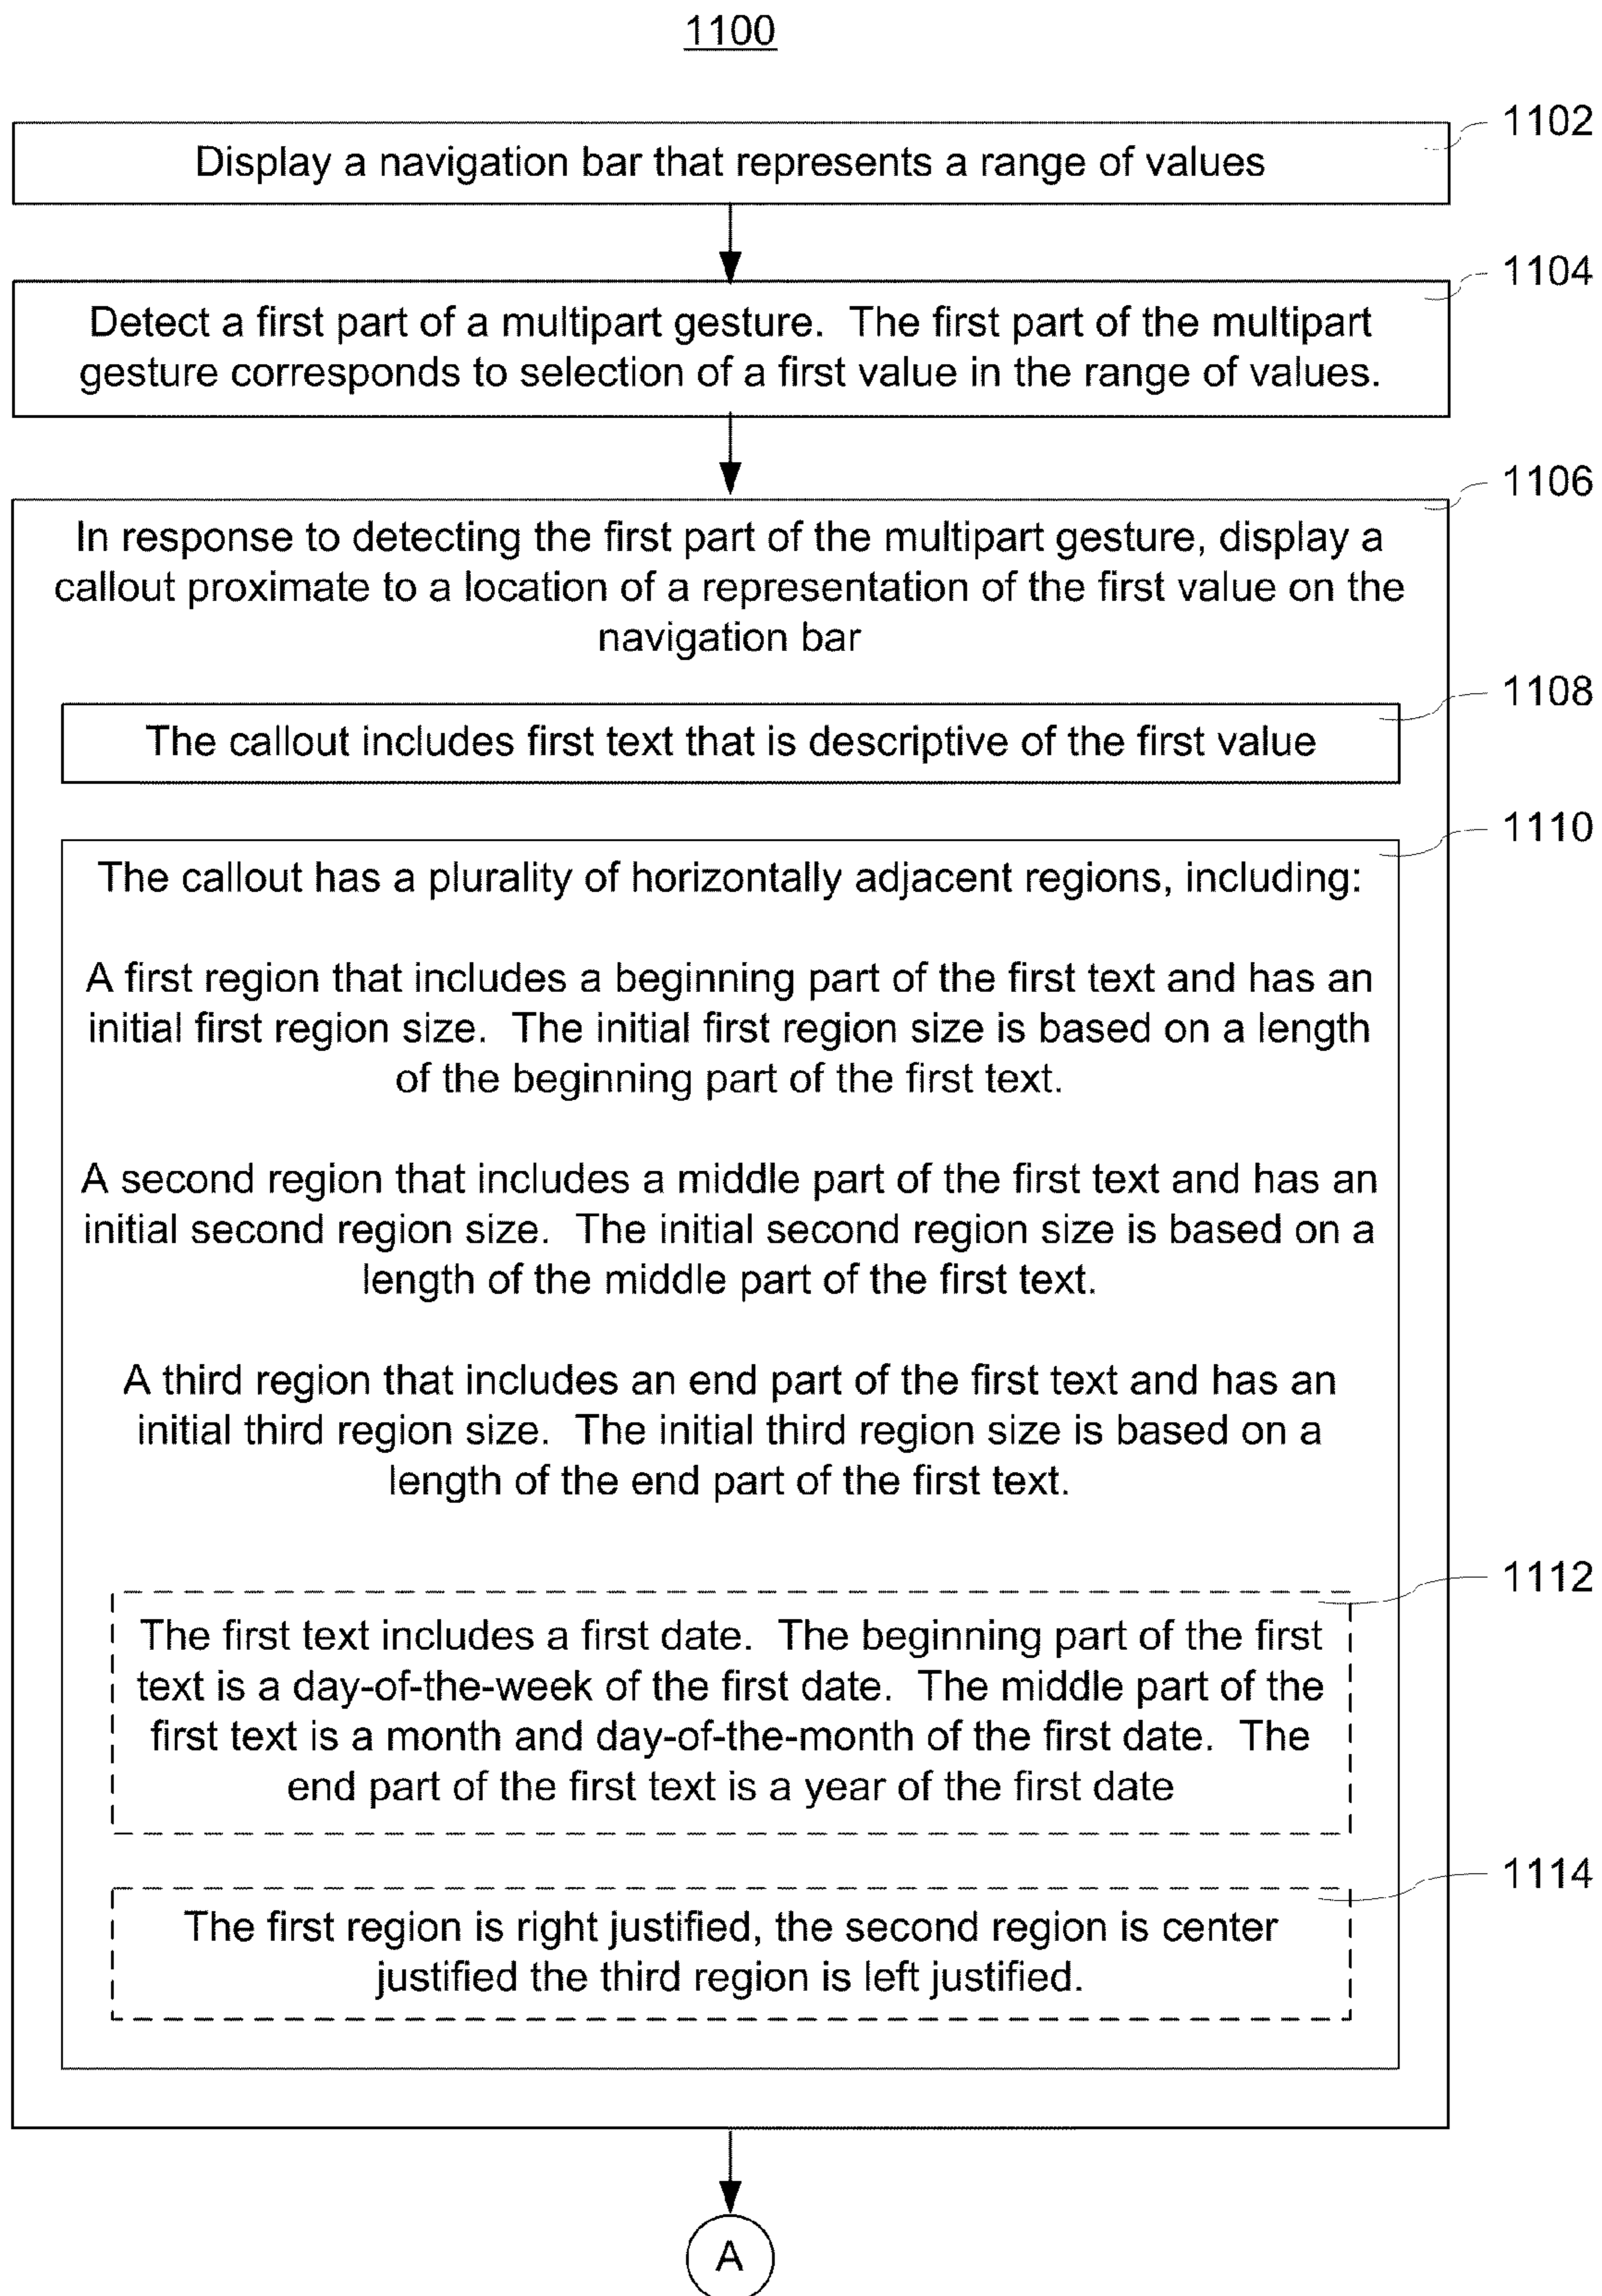 1100
1102
Display a navigation bar that represents a range of values
1104
Detect a first part of a multipart gesture.  The first part of the multipart
gesture corresponds to selection of a first value in the range of values.
1106
In response to detecting the first part of the multipart gesture, display a
callout proximate to a location of a representation of the first value on the
navigation bar
1108
The callout includes first text that is descriptive of the first value
1110
The callout has a plurality of horizontally adjacent regions, including:
A first region that includes a beginning part of the first text and has an
initial first region size.  The initial first region size is based on a length
of the beginning part of the first text.
A second region that includes a middle part of the first text and has an
initial second region size.  The initial second region size is based on a
length of the middle part of the first text.
A third region that includes an end part of the first text and has an
initial third region size.  The initial third region size is based on a
length of the end part of the first text.
1112
The first text includes a first date.  The beginning part of the first
text is a day-of-the-week of the first date.  The middle part of the
first text is a month and day-of-the-month of the first date.  The
end part of the first text is a year of the first date
1114
The first region is right justified, the second region is center
justified the third region is left justified.
A